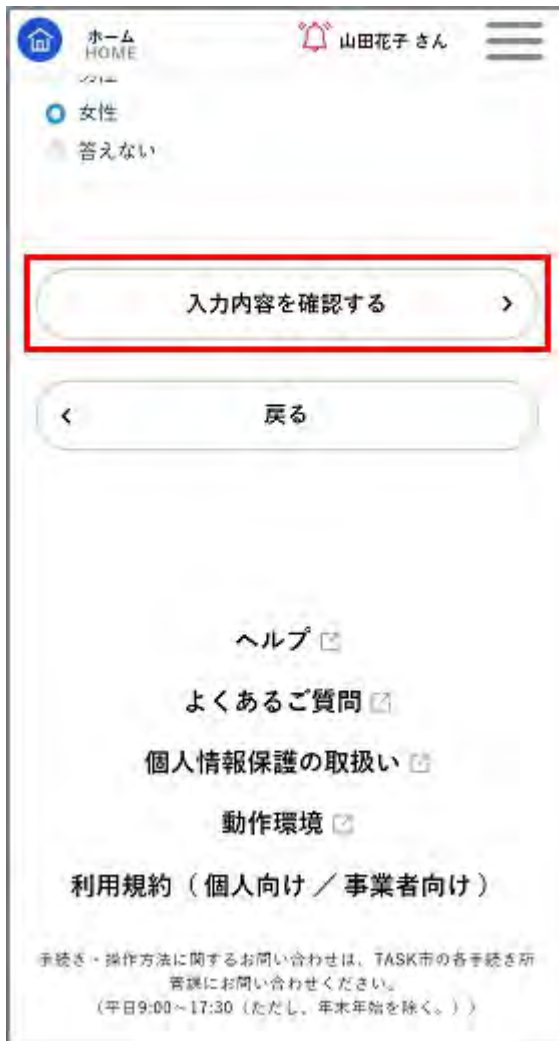 ホーム
HOME
山田花子 さん
女性
答えない
入力内容を確認する
戻る
ヘルプ
よくあるご質問
個人情報保護の取扱い
動作環境
利用規約（ 個人向け ／ 事業者向け ）
手続き・操作方法に関するお問い合わせは、TASK市の各手続き所
管課にお問い合わせください。
（平日9:00～17:30（ただし、年末年始を除く。））